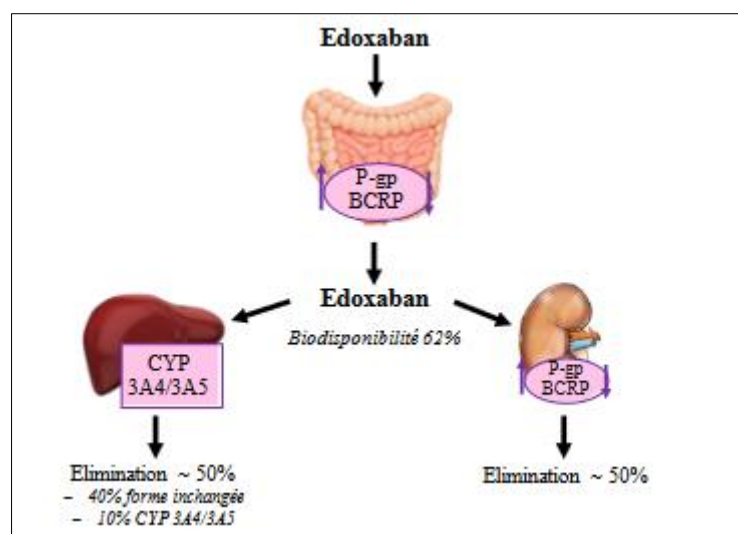 Edoxaban
P-gp
BCRP
Edoxaban
Biodisponibilité 62%
CYP
3A4/3A5
P-gp
BCRP
Elimination ~ 50%
– 40% forme inchangée
– 10% CYP 3A4/3A5
Elimination ~ 50%